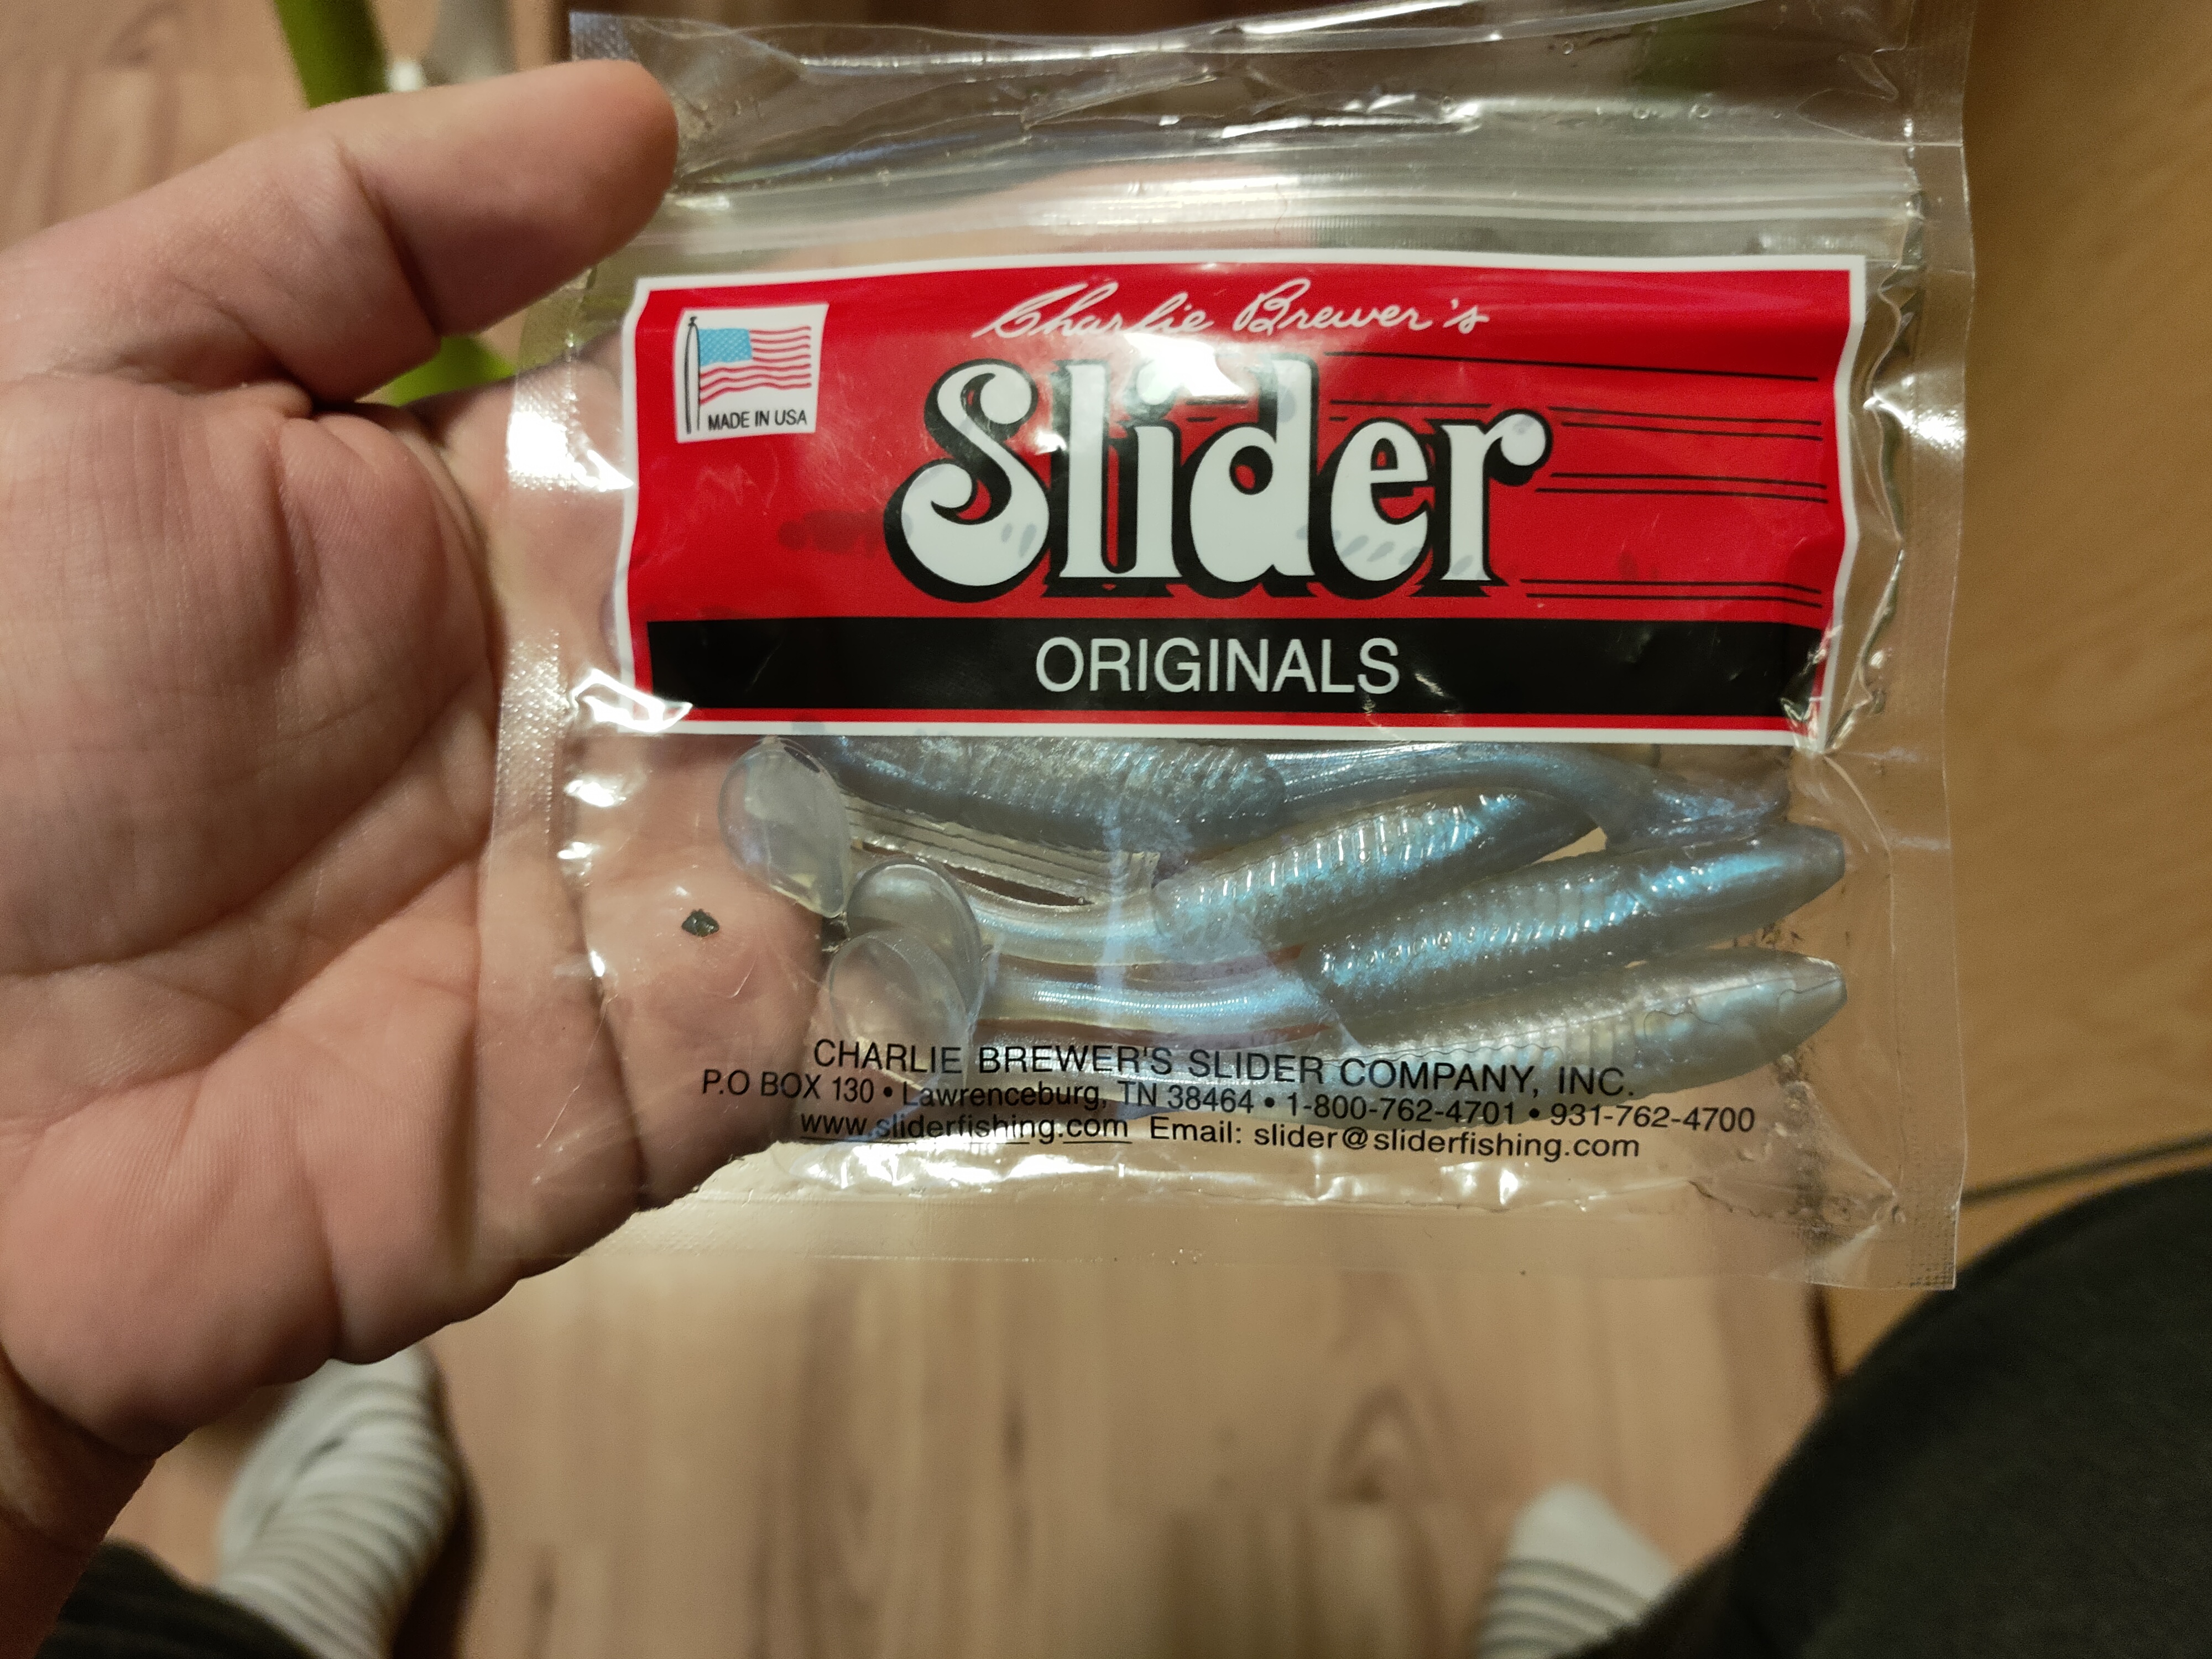 Charlie Brewer's
Slider
MADE IN USA
ORIGINALS
CHARLIE BREWER'S SLIDER COMPANY, INC.
P.O BOX 130 • Lawrenceburg, TN 38464 • 1-800-762-4701 • 931-762-4700
www.sliderfishing.com Email: slider@sliderfishing.com